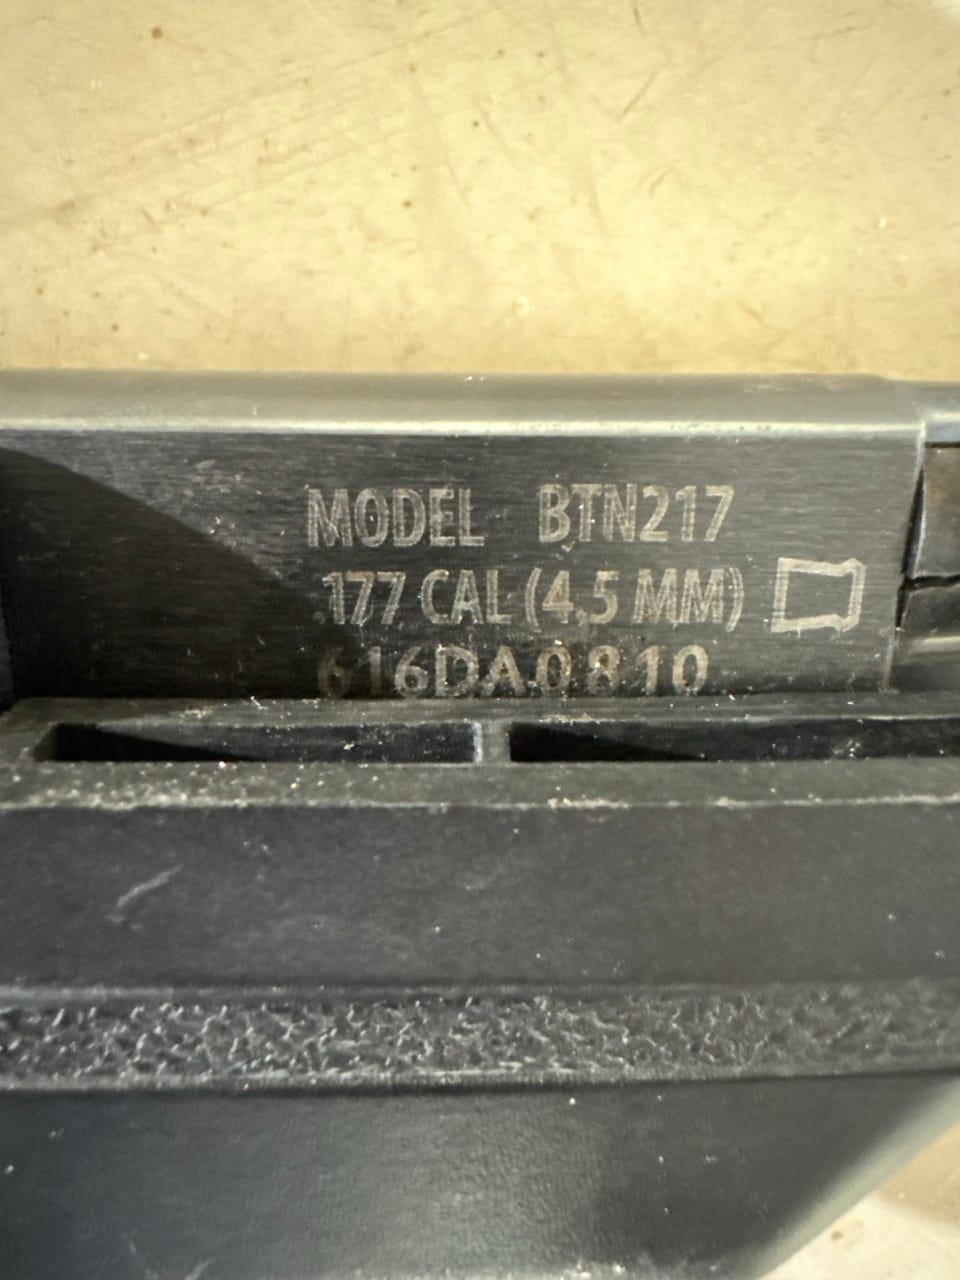 MODEL BTN217
.177 CAL (4.5 MM)
616DA0810